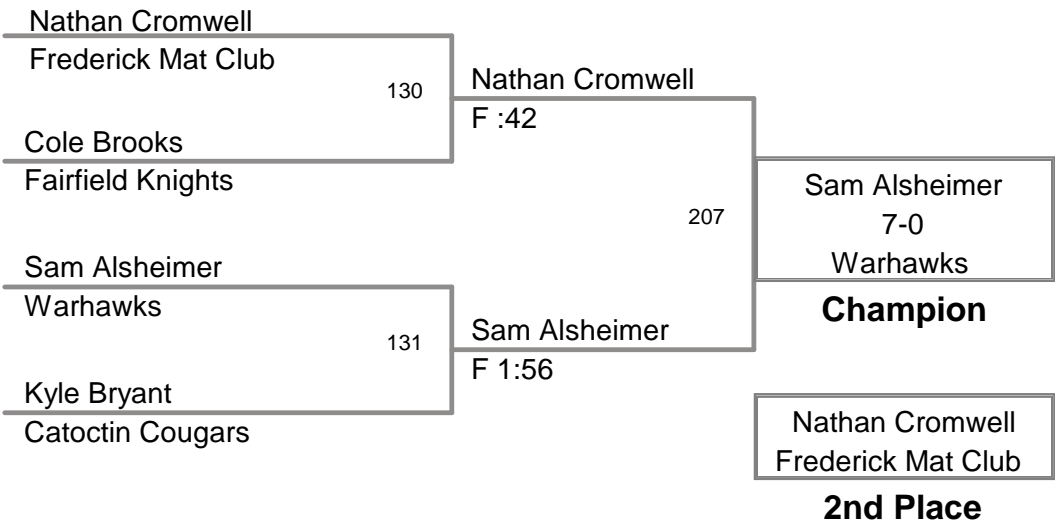 Nathan Cromwell
Frederick Mat Club
130
Cole Brooks
Fairfield Knights
Nathan Cromwell
F :42
Sam Alsheimer
Warhawks
131
Kyle Bryant
Catoctin Cougars
Sam Alsheimer
F 1:56
207
Sam Alsheimer
7-0
Warhawks
Champion
Nathan Cromwell
Frederick Mat Club
2nd Place